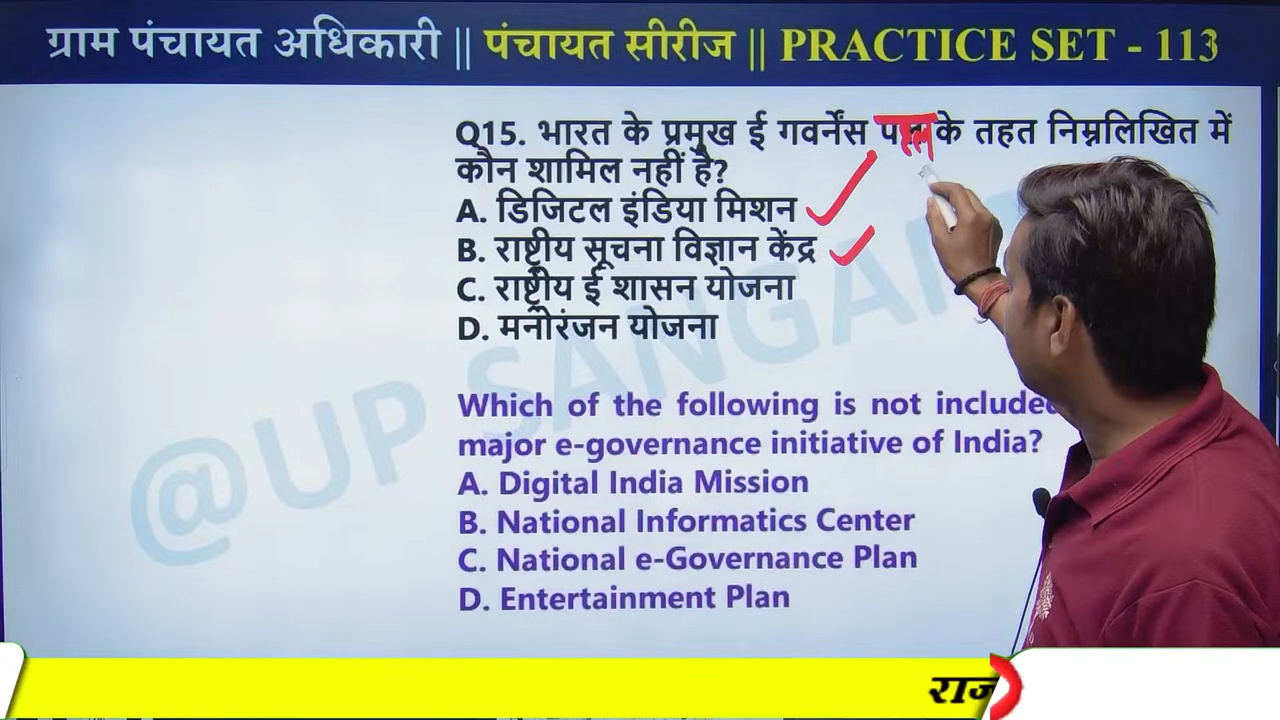 ग्राम पंचायत अधिकारी || पंचायत सीरीज || PRACTICE SET - 113
Q15. भारत के प्रमुख ई गवर्नेंस के तहत निम्नलिखित में
कौन शामिल नहीं है?
A. डिजिटल इंडिया मिशन
B. राष्ट्रीय सूचना विज्ञान केंद्र
C. राष्ट्रीय ई शासन योजना
D. मनोरंजन योजना
Which of the following is not included
major e-governance initiative of India?
A. Digital India Mission
B. National Informatics Center
C. National e-Governance Plan
D. Entertainment Plan
@UP SANGAM